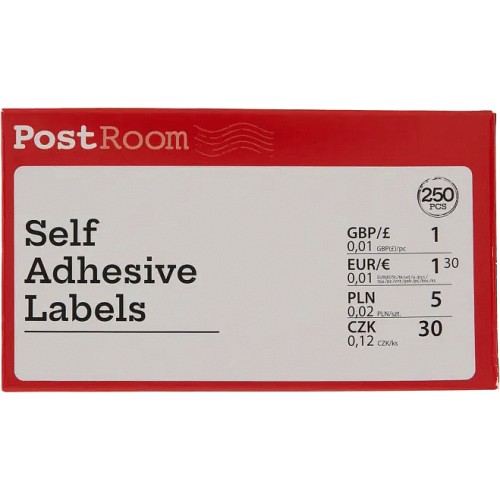 PostRoom
250
PCS
Self
Adhesive
Labels
GBP/£ 1
0,01 GBP(£)/pc
EUR/€ 1 30
0,01
PLN 5
0,02 PLN/szt.
CZK 30
0,12 CZK/ks